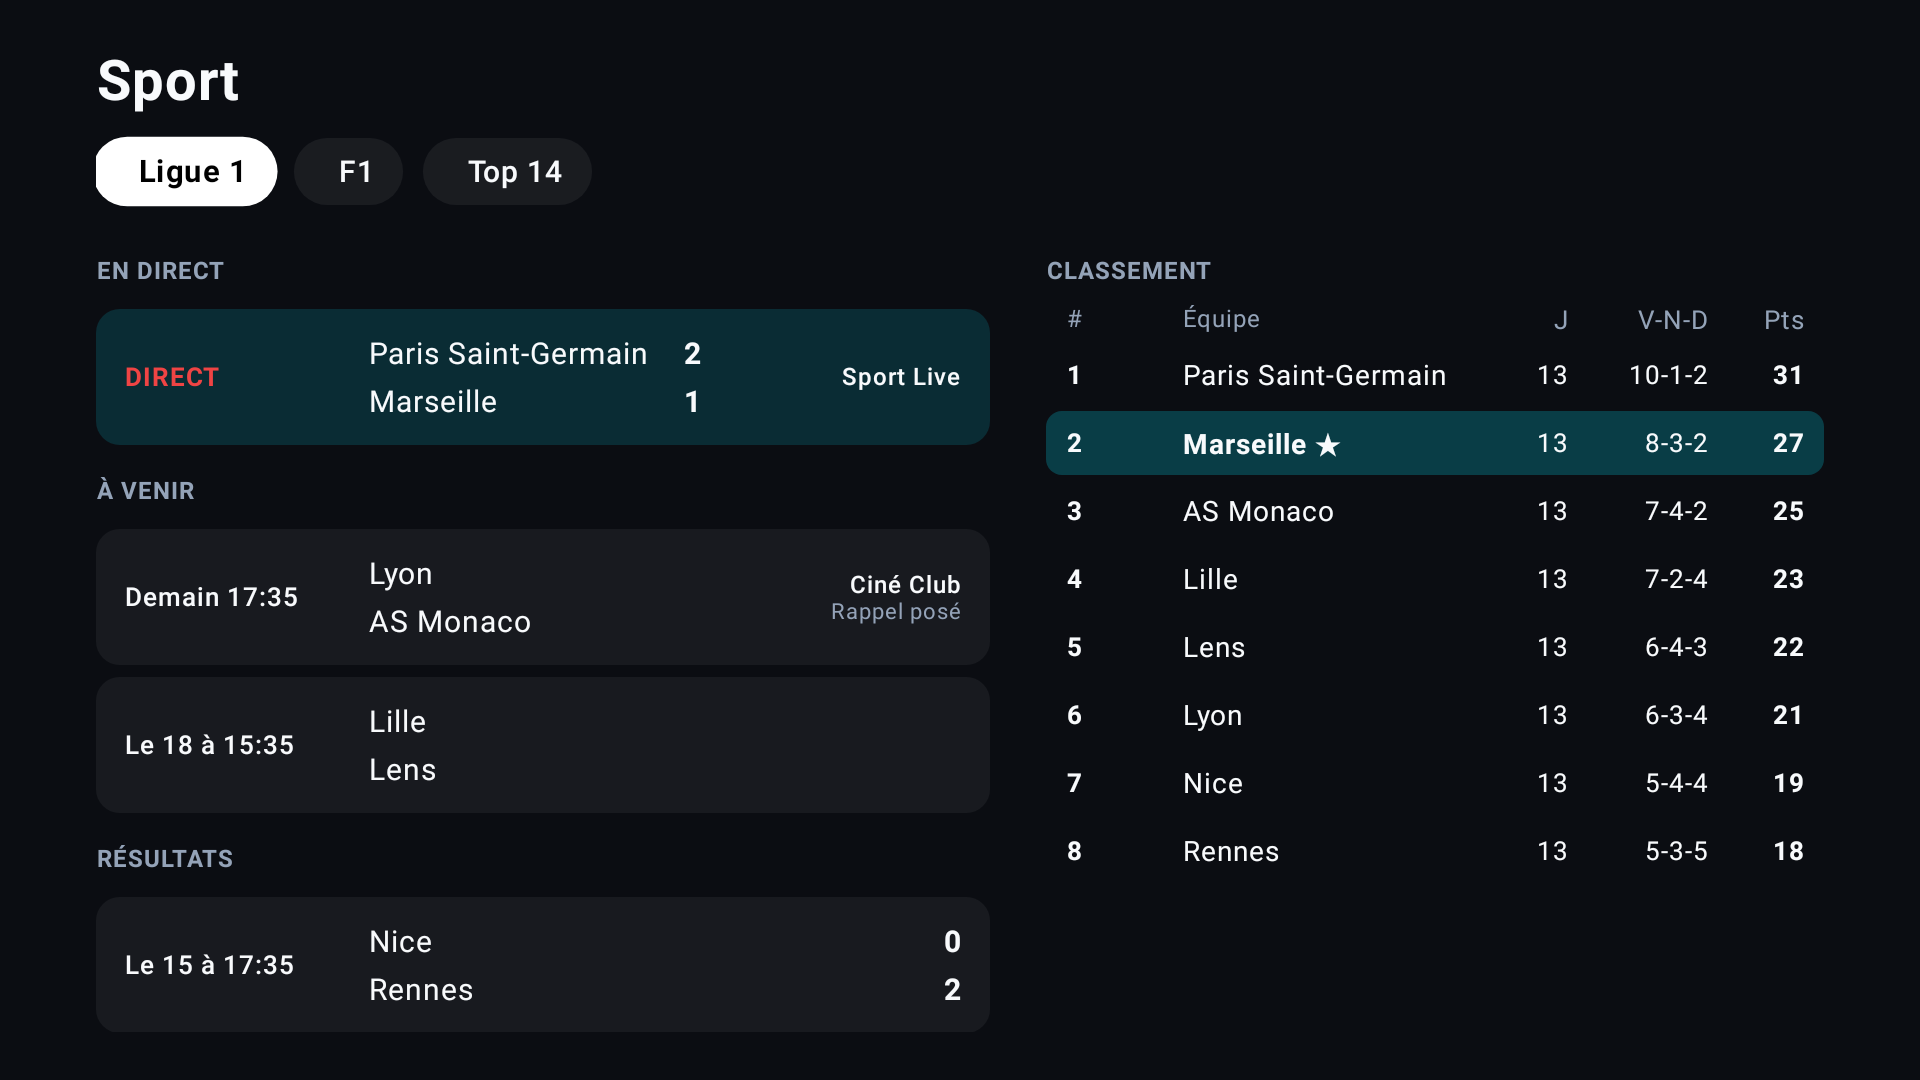 Sport
Ligue 1
F1
Top 14
EN DIRECT
DIRECT
Paris Saint-Germain 2
Marseille 1
Sport Live
À VENIR
Demain 17:35
Lyon
AS Monaco
Ciné Club
Rappel posé
Le 18 à 15:35
Lille
Lens
RÉSULTATS
Le 15 à 17:35
Nice 0
Rennes 2
CLASSEMENT
# Équipe J V-N-D Pts
1 Paris Saint-Germain 13 10-1-2 31
2 Marseille ★ 13 8-3-2 27
3 AS Monaco 13 7-4-2 25
4 Lille 13 7-2-4 23
5 Lens 13 6-4-3 22
6 Lyon 13 6-3-4 21
7 Nice 13 5-4-4 19
8 Rennes 13 5-3-5 18